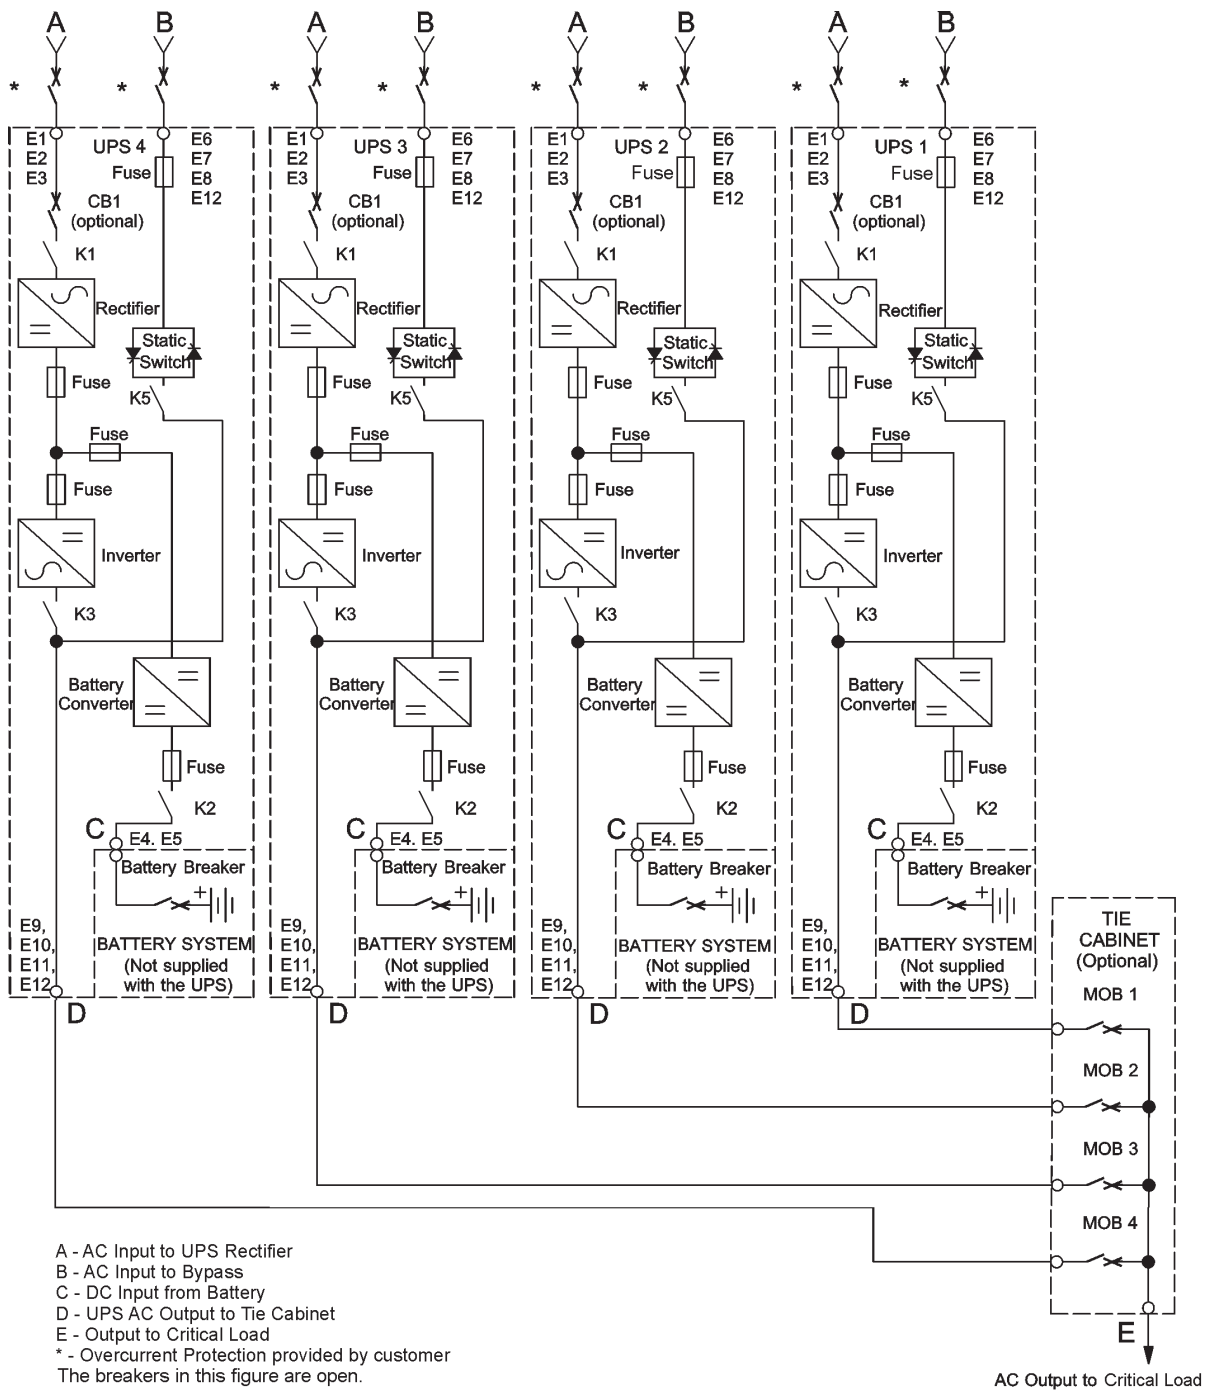 A B A B A B A B
* * * * * * * *
E1
E2
E3
UPS 4
E6
E7
E8
E12
Fuse
CB1
(optional)
K1
Rectifier
Static
Switch
Fuse
K5
Fuse
Fuse
Inverter
K3
Battery
Converter
Fuse
K2
C
E4. E5
Battery Breaker
+
E9,
E10,
E11,
E12
BATTERY SYSTEM
(Not supplied
with the UPS)
D
E1
E2
E3
UPS 3
E6
E7
E8
E12
Fuse
CB1
(optional)
K1
Rectifier
Static
Switch
Fuse
K5
Fuse
Fuse
Inverter
K3
Battery
Converter
Fuse
K2
C
E4. E5
Battery Breaker
+
E9,
E10,
E11,
E12
BATTERY SYSTEM
(Not supplied
with the UPS)
D
E1
E2
E3
UPS 2
E6
E7
E8
E12
Fuse
CB1
(optional)
K1
Rectifier
Static
Switch
Fuse
K5
Fuse
Fuse
Inverter
K3
Battery
Converter
Fuse
K2
C
E4. E5
Battery Breaker
+
E9,
E10,
E11,
E12
BATTERY SYSTEM
(Not supplied
with the UPS)
D
E1
E2
E3
UPS 1
E6
E7
E8
E12
Fuse
CB1
(optional)
K1
Rectifier
Static
Switch
Fuse
K5
Fuse
Fuse
Inverter
K3
Battery
Converter
Fuse
K2
C
E4. E5
Battery Breaker
+
E9,
E10,
E11,
E12
BATTERY SYSTEM
(Not supplied
with the UPS)
D
TIE
CABINET
(Optional)
MOB 1
MOB 2
MOB 3
MOB 4
E
AC Output to Critical Load
A - AC Input to UPS Rectifier
B - AC Input to Bypass
C - DC Input from Battery
D - UPS AC Output to Tie Cabinet
E - Output to Critical Load
* - Overcurrent Protection provided by customer
The breakers in this figure are open.